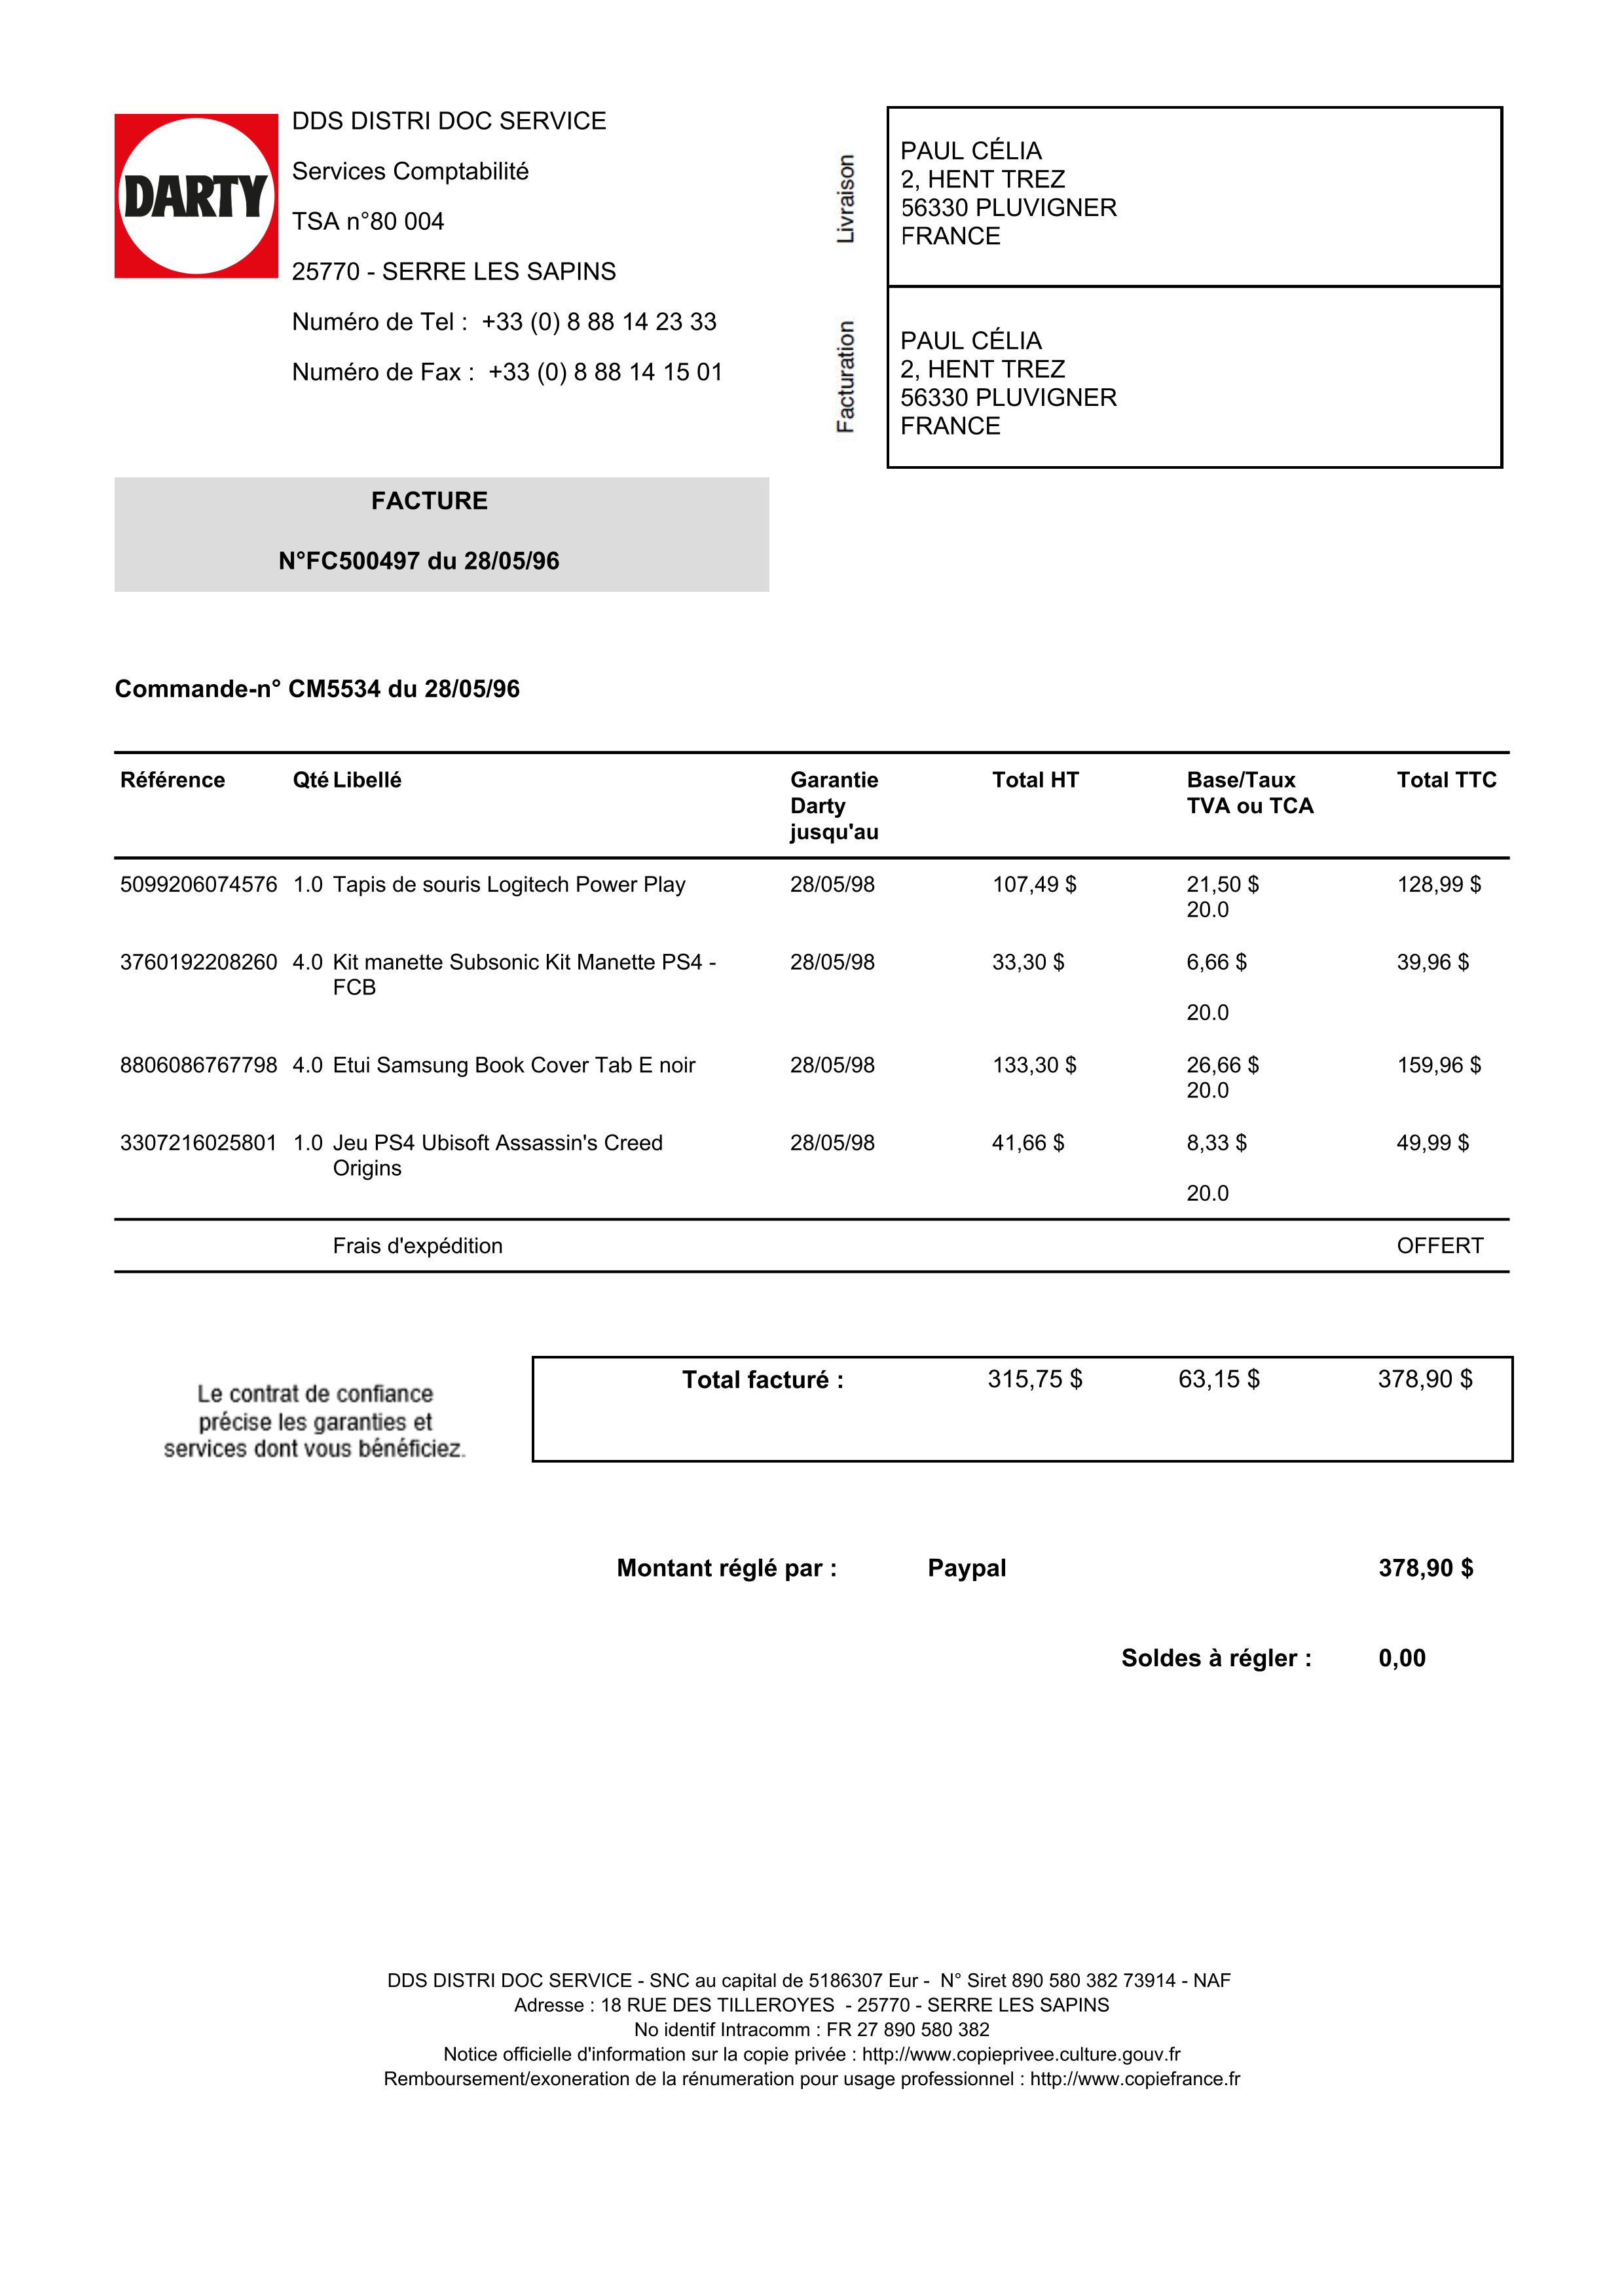 DARTY
DDS DISTRI DOC SERVICE
Services Comptabilité
TSA n°80 004
25770 - SERRE LES SAPINS
Numéro de Tel : +33 (0) 8 88 14 23 33
Numéro de Fax : +33 (0) 8 88 14 15 01
Livraison
PAUL CÉLIA
2, HENT TREZ
56330 PLUVIGNER
FRANCE
Facturation
PAUL CÉLIA
2, HENT TREZ
56330 PLUVIGNER
FRANCE
FACTURE
N°FC500497 du 28/05/96
Commande-n° CM5534 du 28/05/96
Référence Qté Libellé Garantie Total HT Base/Taux Total TTC
Darty TVA ou TCA
jusqu'au
5099206074576 1.0 Tapis de souris Logitech Power Play 28/05/98 107,49 $ 21,50 $ 128,99 $
20.0
3760192208260 4.0 Kit manette Subsonic Kit Manette PS4 - 28/05/98 33,30 $ 6,66 $ 39,96 $
FCB
20.0
8806086767798 4.0 Etui Samsung Book Cover Tab E noir 28/05/98 133,30 $ 26,66 $ 159,96 $
20.0
3307216025801 1.0 Jeu PS4 Ubisoft Assassin's Creed 28/05/98 41,66 $ 8,33 $ 49,99 $
Origins
20.0
Frais d'expédition OFFERT
Le contrat de confiance
précise les garanties et
services dont vous bénéficiez.
Total facturé : 315,75 $ 63,15 $ 378,90 $
Montant réglé par : Paypal 378,90 $
Soldes à régler : 0,00
DDS DISTRI DOC SERVICE - SNC au capital de 5186307 Eur - N° Siret 890 580 382 73914 - NAF
Adresse : 18 RUE DES TILLEROYES - 25770 - SERRE LES SAPINS
No identif Intracomm : FR 27 890 580 382
Notice officielle d'information sur la copie privée : http://www.copieprivee.culture.gouv.fr
Remboursement/exoneration de la rénumeration pour usage professionnel : http://www.copiefrance.fr